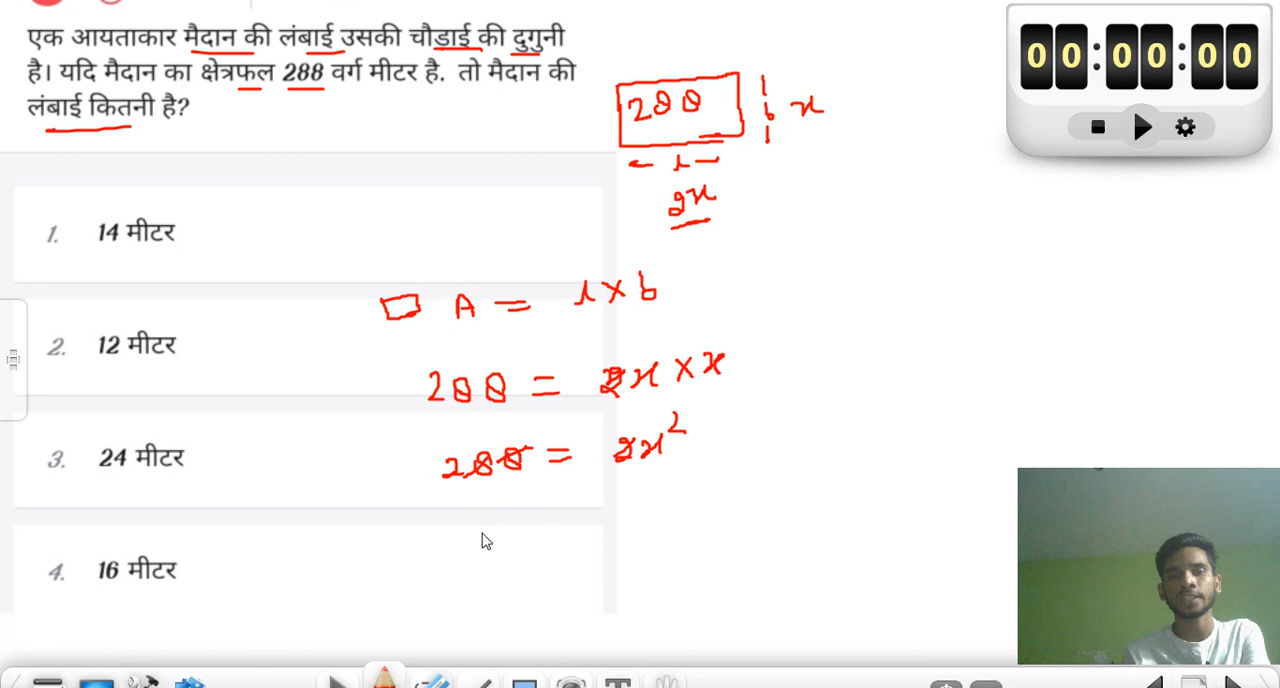 एक आयताकार मैदान की लंबाई उसकी चौडाई की दुगुनी
है। यदि मैदान का क्षेत्रफल 288 वर्ग मीटर है. तो मैदान की
लंबाई कितनी है?
1. 14 मीटर
2. 12 मीटर
3. 24 मीटर
4. 16 मीटर
288
b x
l
2x
A = l × b
288 = 2x × x
288 = 2x²
00:00:00